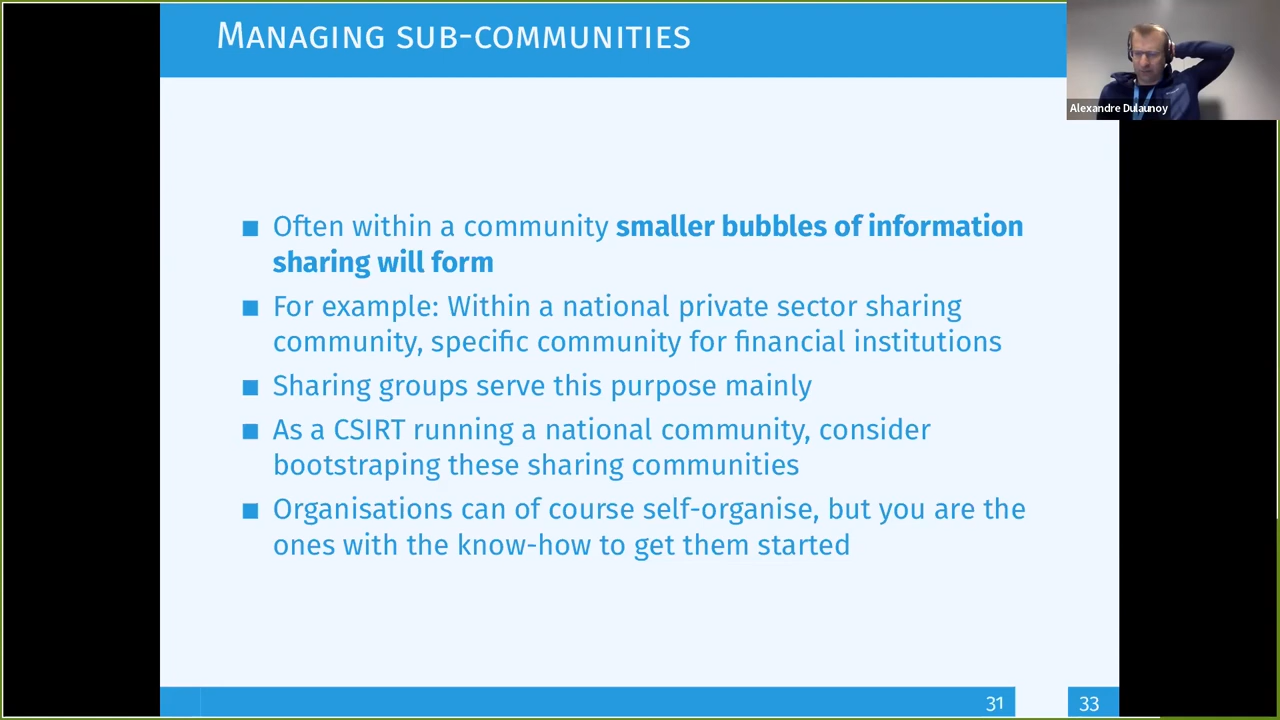 Managing sub-communities
Alexandre Dulaunoy
■ Often within a community smaller bubbles of information
sharing will form
■ For example: Within a national private sector sharing
community, specific community for financial institutions
■ Sharing groups serve this purpose mainly
■ As a CSIRT running a national community, consider
bootstraping these sharing communities
■ Organisations can of course self-organise, but you are the
ones with the know-how to get them started
31 33